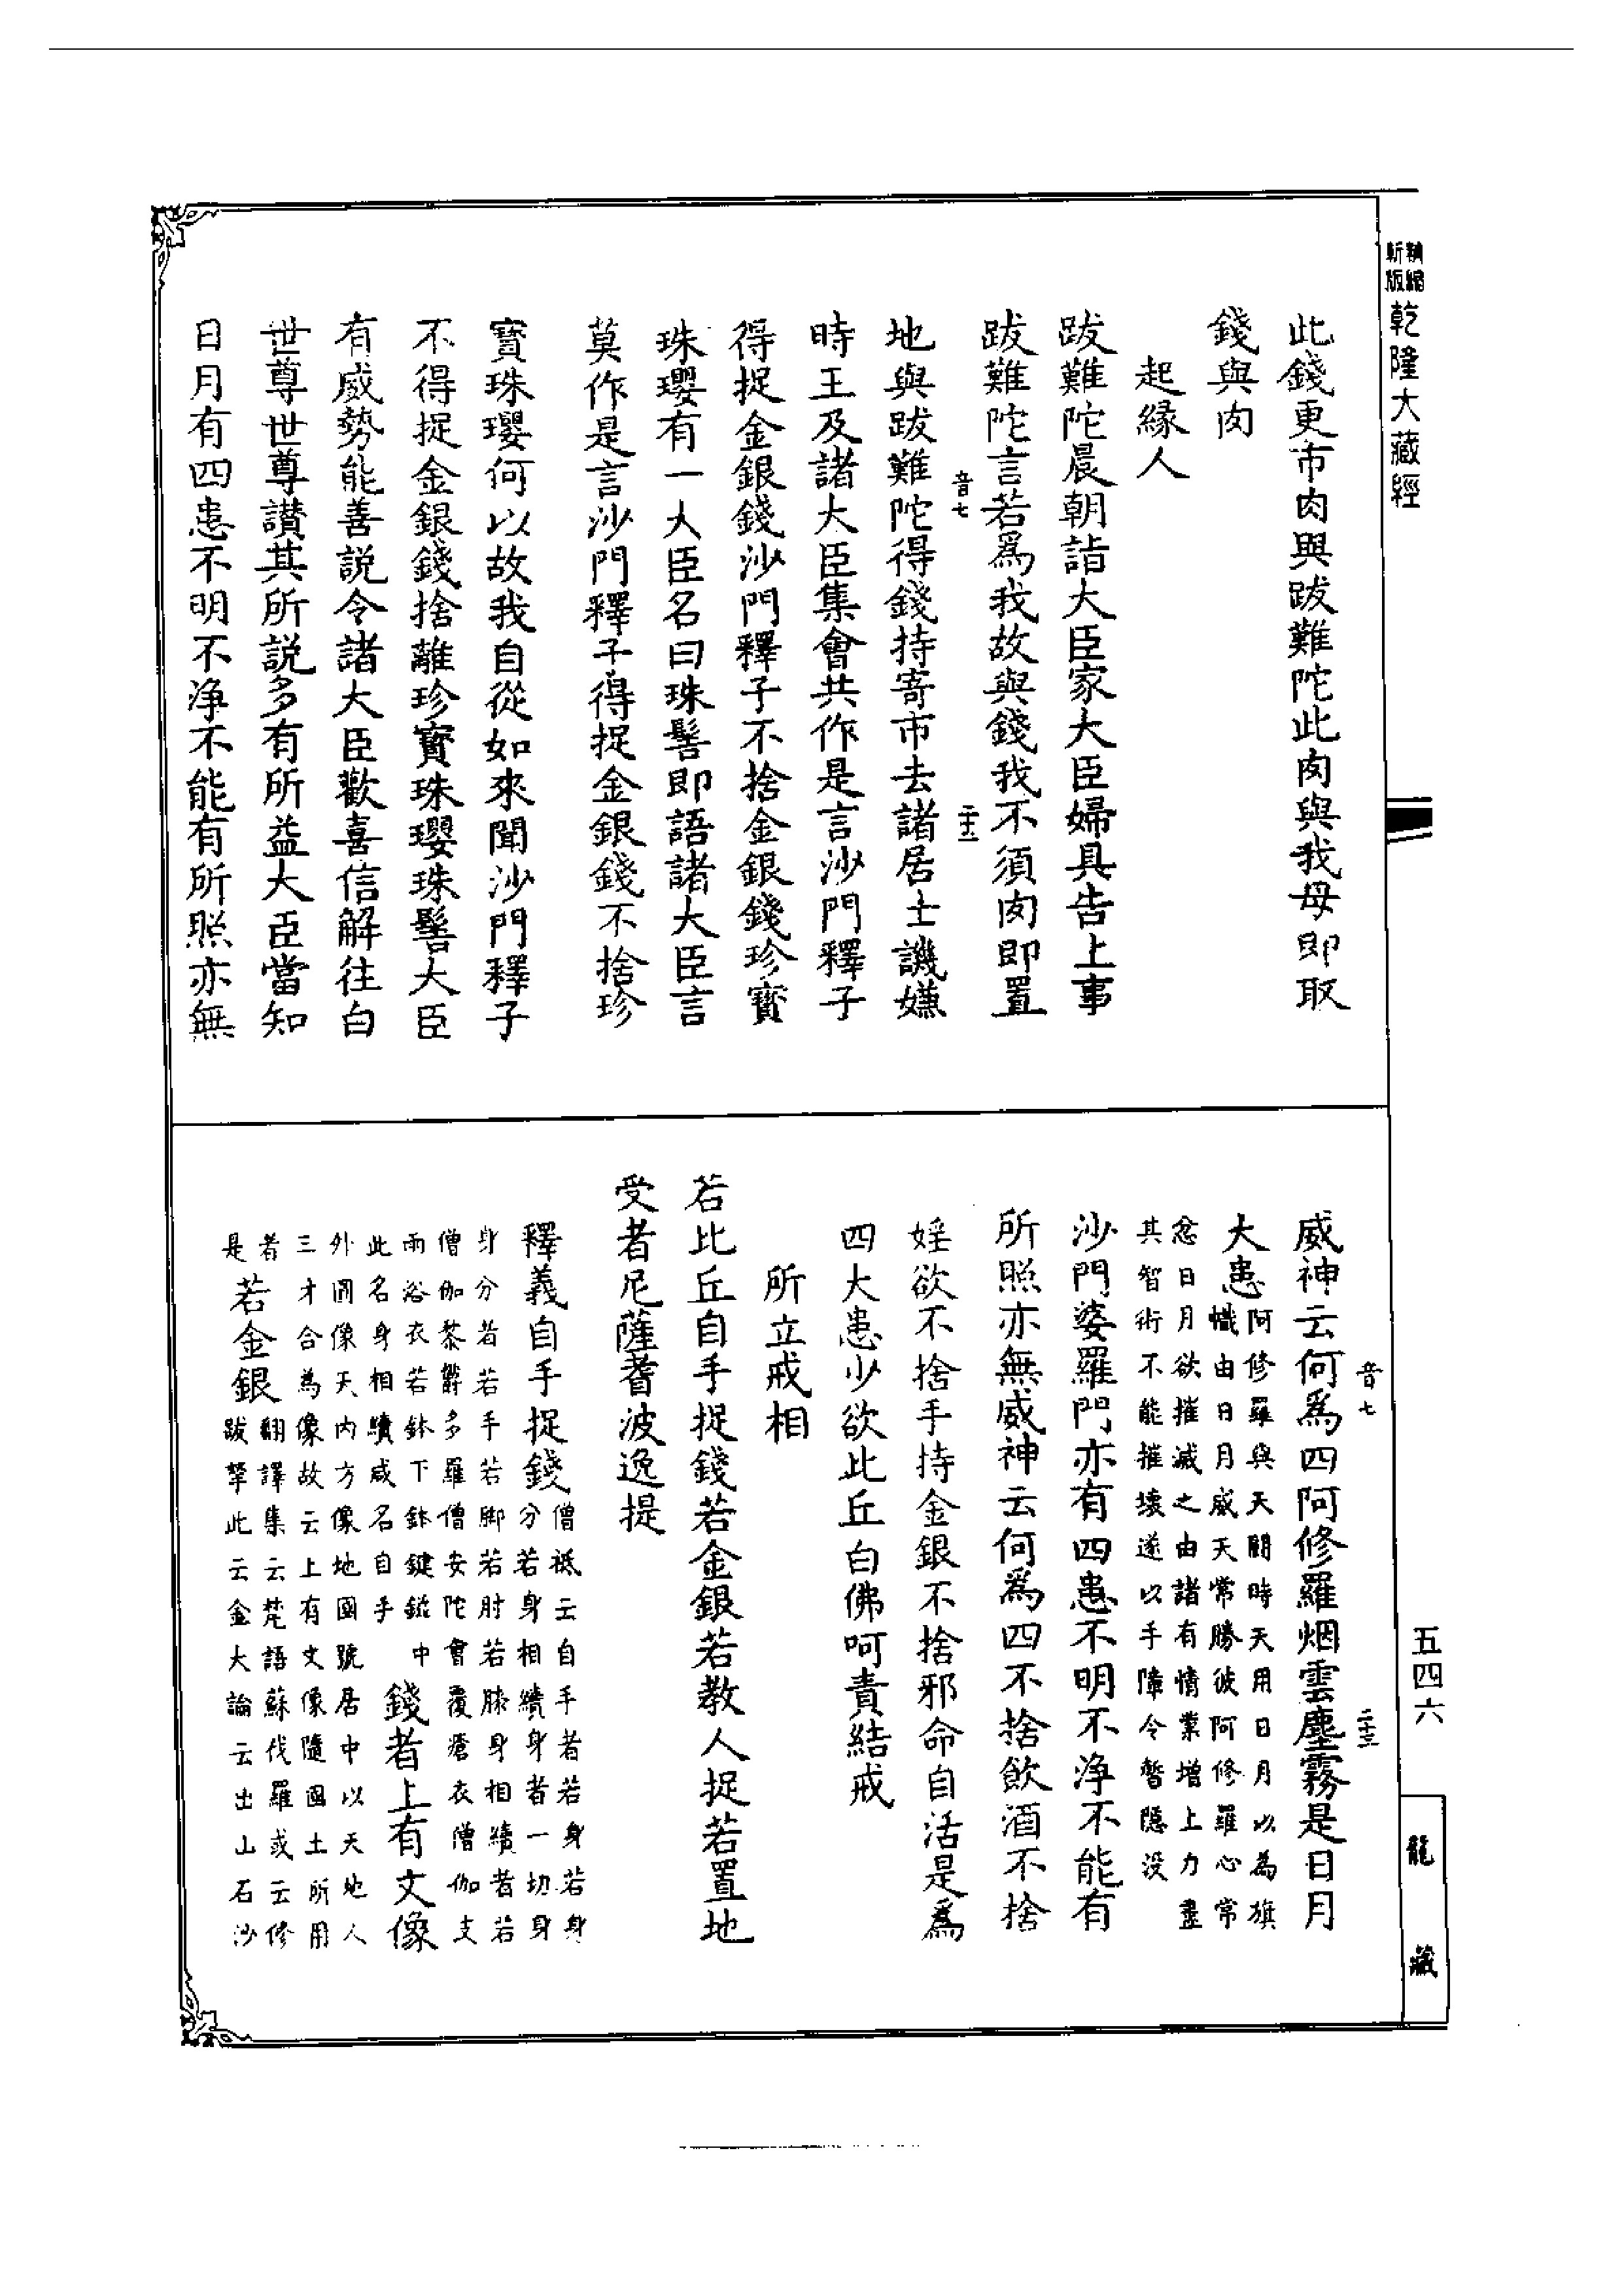 精縮
新版
乾隆大藏經
此錢更市肉與跋難陀此肉與我母即取
錢與肉
起緣人
跋難陀晨朝詣大臣家大臣婦具告上事
跋難陀言若為我故與錢我不須肉即置
音七
二十二
地與跋難陀得錢持寄市去諸居士譏嫌
時王及諸大臣集會共作是言沙門釋子
得捉金銀錢沙門釋子不捨金銀錢珍寶
珠瓔有一大臣名曰珠髻即語諸大臣言
莫作是言沙門釋子得捉金銀錢不捨珍
寶珠瓔何以故我自從如來聞沙門釋子
不得捉金銀錢捨離珍寶珠瓔珠髻大臣
有威勢能善說令諸大臣歡喜信解往白
世尊世尊讚其所說多有所益大臣當知
日月有四患不明不淨不能有所照亦無
音七
二十三
威神云何為四阿修羅烟雲塵霧是日月
大患
阿修羅與天鬪時天用日月以為旗
幟由日月威天常勝彼阿修羅心常
忿日月欲摧滅之由諸有情業增上力盡
其智術不能摧壞遂以手障令暫隱沒
沙門婆羅門亦有四患不明不淨不能有
所照亦無威神云何為四不捨飲酒不捨
婬欲不捨手持金銀不捨邪命自活是為
四大患少欲比丘白佛呵責結戒
所立戒相
若比丘自手捉錢若金銀若教人捉若置地
受者尼薩耆波逸提
釋義自手捉錢
僧祇云自手者若身若身
分若身相續身者一切身
身分者若手若脚若肘若膝身相續者若
僧伽黎欝多羅僧安陀會覆瘡衣僧伽支
雨浴衣若鉢下鉢鍵鎡中
此名身相續咸名自手
錢者上有文像
外圓像天內方像地國號居中以天地人
三才合為像故云上有文像隨國土所用
者
是
若金銀
翻譯集云梵語蘇伐羅或云修
跋拏此云金大論云出山石沙
五四六
龍藏